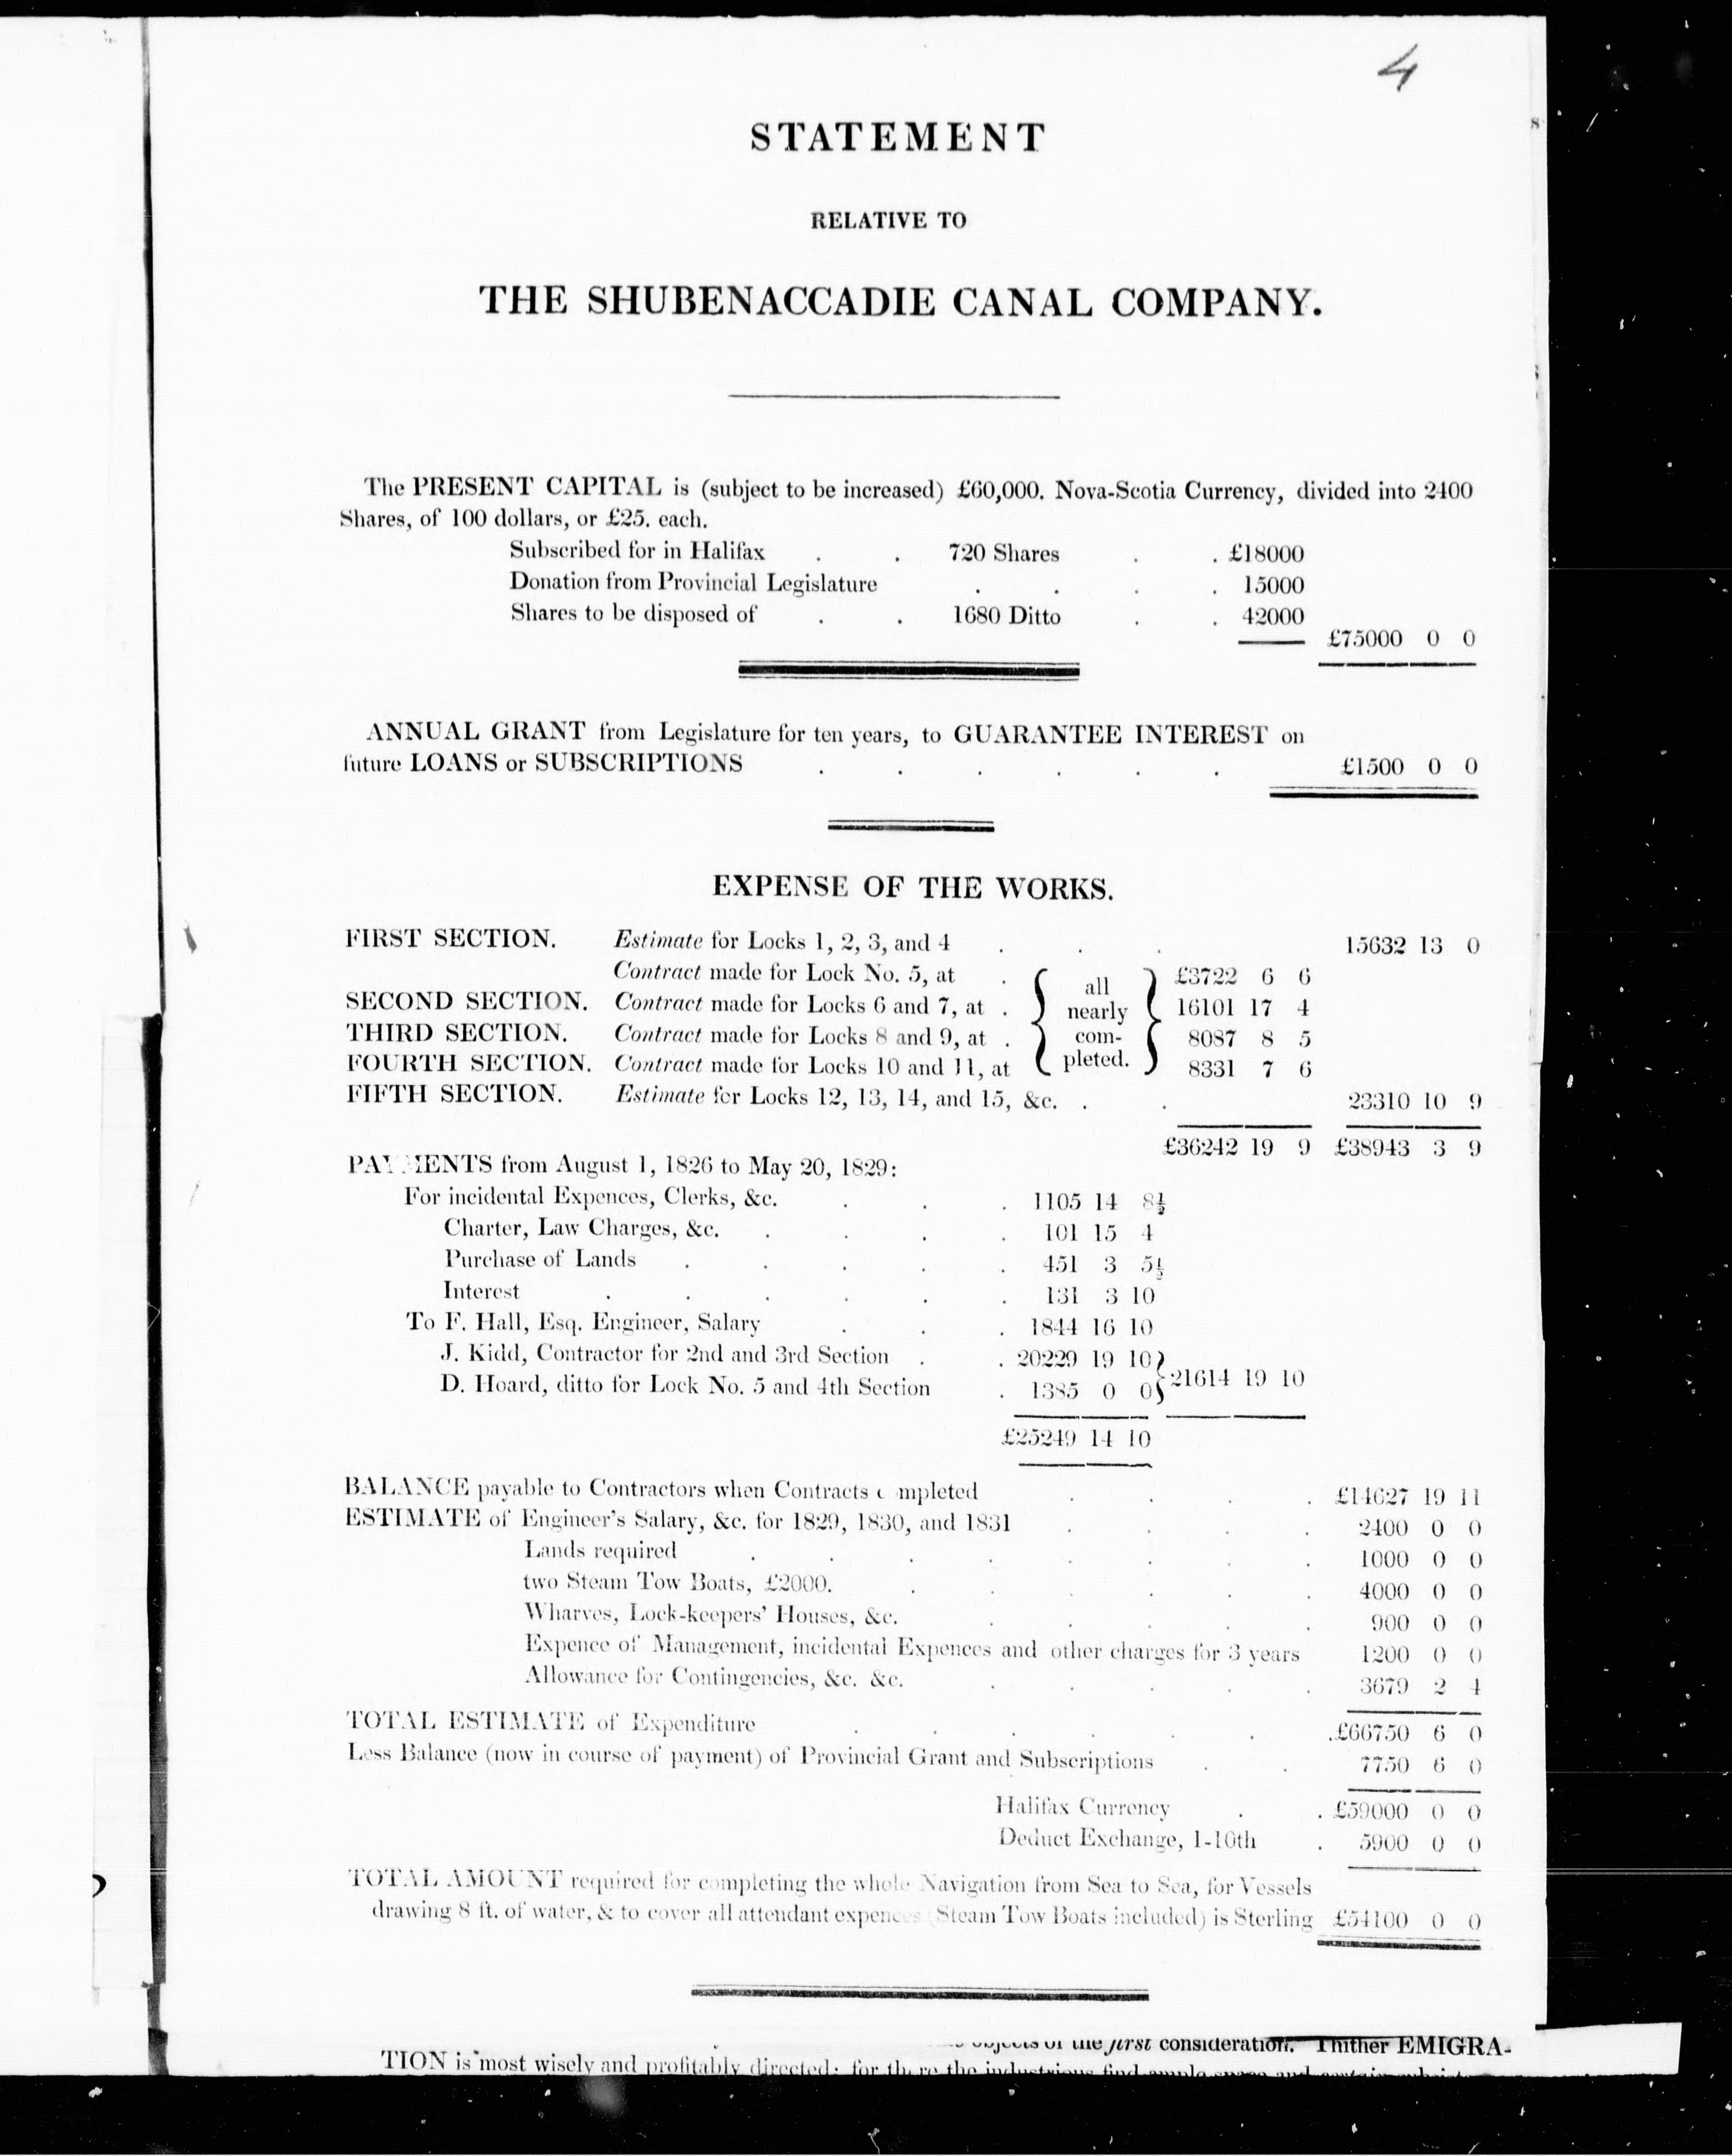 4
STATEMENT
RELATIVE TO
THE SHUBENACCADIE CANAL COMPANY.
The PRESENT CAPITAL is (subject to be increased) £60,000. Nova-Scotia Currency, divided into 2400
Shares, of 100 dollars, or £25. each.
Subscribed for in Halifax . . 720 Shares . . £18000
Donation from Provincial Legislature . . . . 15000
Shares to be disposed of . . 1680 Ditto . . 42000
£75000 0 0
ANNUAL GRANT from Legislature for ten years, to GUARANTEE INTEREST on
future LOANS or SUBSCRIPTIONS . . . . . . £1500 0 0
EXPENSE OF THE WORKS.
FIRST SECTION. Estimate for Locks 1, 2, 3, and 4 . . . 15632 13 0
Contract made for Lock No. 5, at . { all } £3722 6 6
SECOND SECTION. Contract made for Locks 6 and 7, at . nearly 16101 17 4
THIRD SECTION. Contract made for Locks 8 and 9, at . com- 8087 8 5
FOURTH SECTION. Contract made for Locks 10 and 11, at pleted. 8331 7 6
FIFTH SECTION. Estimate for Locks 12, 13, 14, and 15, &c. . . 23310 10 9
£36242 19 9 £38943 3 9
PAYMENTS from August 1, 1826 to May 20, 1829:
For incidental Expences, Clerks, &c. . . . 1105 14 8½
Charter, Law Charges, &c. . . . . 101 15 4
Purchase of Lands . . . . . 451 3 5½
Interest . . . . . . 131 3 10
To F. Hall, Esq. Engineer, Salary . . . 1844 16 10
J. Kidd, Contractor for 2nd and 3rd Section . . 20229 19 10 }
D. Hoard, ditto for Lock No. 5 and 4th Section . 1385 0 0 } 21614 19 10
£25249 14 10
BALANCE payable to Contractors when Contracts c mpleted . . . . £14627 19 11
ESTIMATE of Engineer's Salary, &c. for 1829, 1830, and 1831 . . . . 2400 0 0
Lands required . . . . . . . . 1000 0 0
two Steam Tow Boats, £2000. . . . . . . 4000 0 0
Wharves, Lock-keepers' Houses, &c. . . . . . 900 0 0
Expence of Management, incidental Expences and other charges for 3 years 1200 0 0
Allowance for Contingencies, &c. &c. . . . . . 3679 2 4
TOTAL ESTIMATE of Expenditure . . . . . . . £66750 6 0
Less Balance (now in course of payment) of Provincial Grant and Subscriptions . . 7750 6 0
Halifax Currency . . £59000 0 0
Deduct Exchange, 1-10th . 5900 0 0
TOTAL AMOUNT required for completing the whole Navigation from Sea to Sea, for Vessels
drawing 8 ft. of water, & to cover all attendant expences (Steam Tow Boats included) is Sterling £54100 0 0
objects of the first consideration. Thither EMIGRA-
TION is most wisely and profitably directed; for there the industrious find ample space and certain